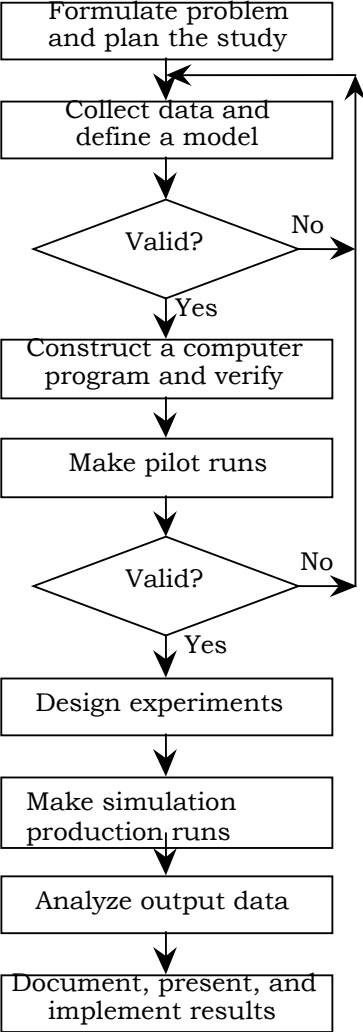 Formulate problem
and plan the study
Collect data and
define a model
Valid?
No
Yes
Construct a computer
program and verify
Make pilot runs
Valid?
No
Yes
Design experiments
Make simulation
production runs
Analyze output data
Document, present, and
implement results